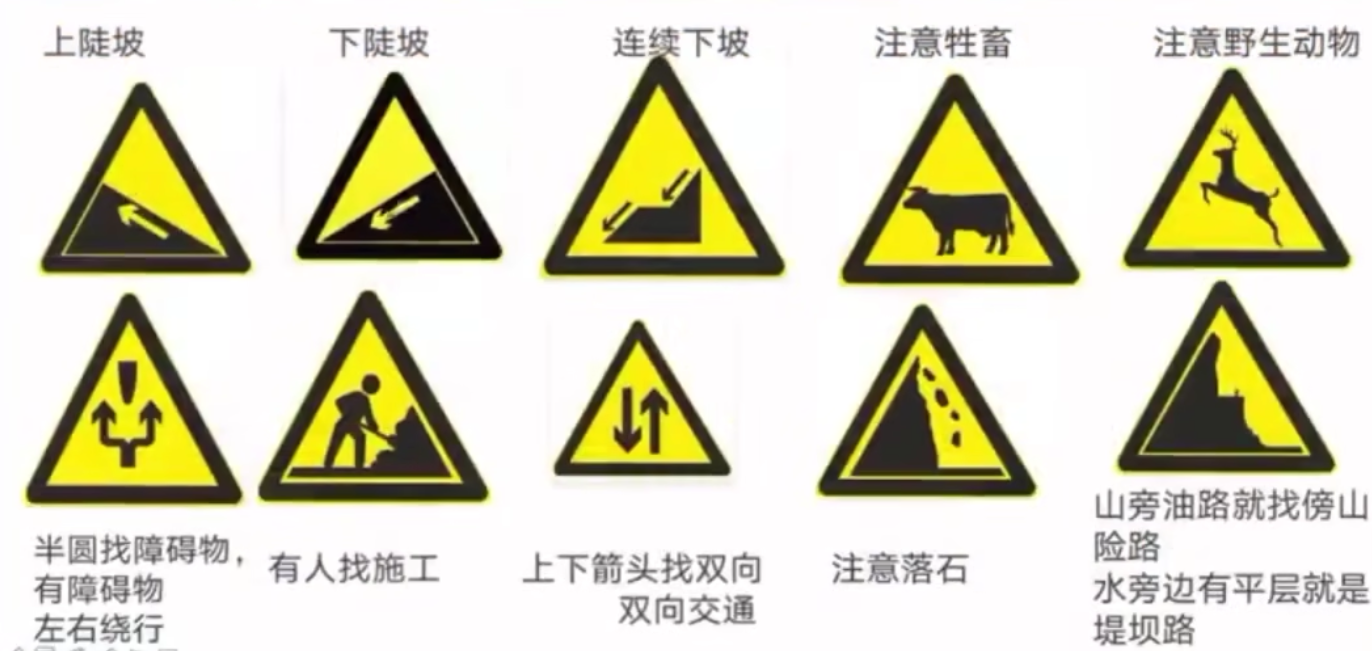 上陡坡
下陡坡
连续下坡
注意牲畜
注意野生动物
半圆找障碍物，
有障碍物
左右绕行
有人找施工
上下箭头找双向
双向交通
注意落石
山旁油路就找傍山
险路
水旁边有平层就是
堤坝路